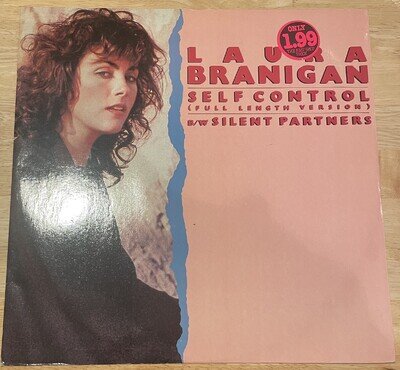 LAURA
BRANIGAN
SELF CONTROL
(FULL LENGTH VERSION)
B/W SILENT PARTNERS
ONLY
1.99